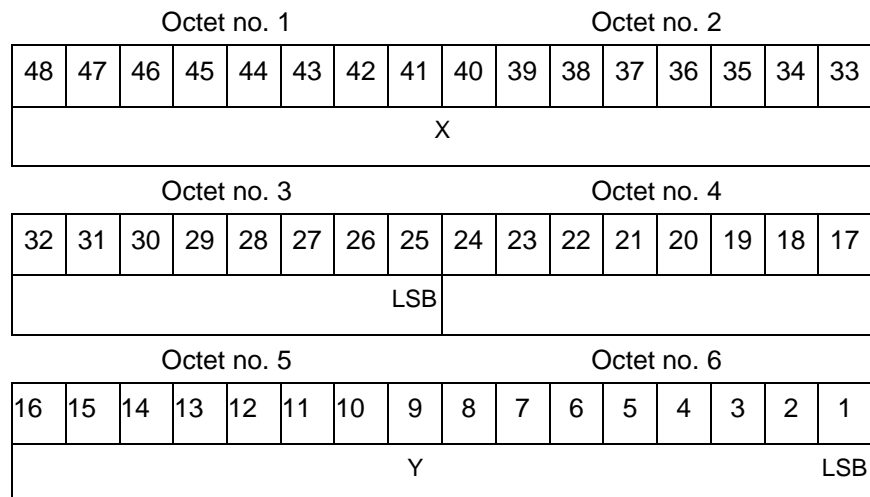 Octet no. 1 Octet no. 2
48 47 46 45 44 43 42 41 40 39 38 37 36 35 34 33
X
Octet no. 3 Octet no. 4
32 31 30 29 28 27 26 25 24 23 22 21 20 19 18 17
LSB
Octet no. 5 Octet no. 6
16 15 14 13 12 11 10 9 8 7 6 5 4 3 2 1
Y LSB